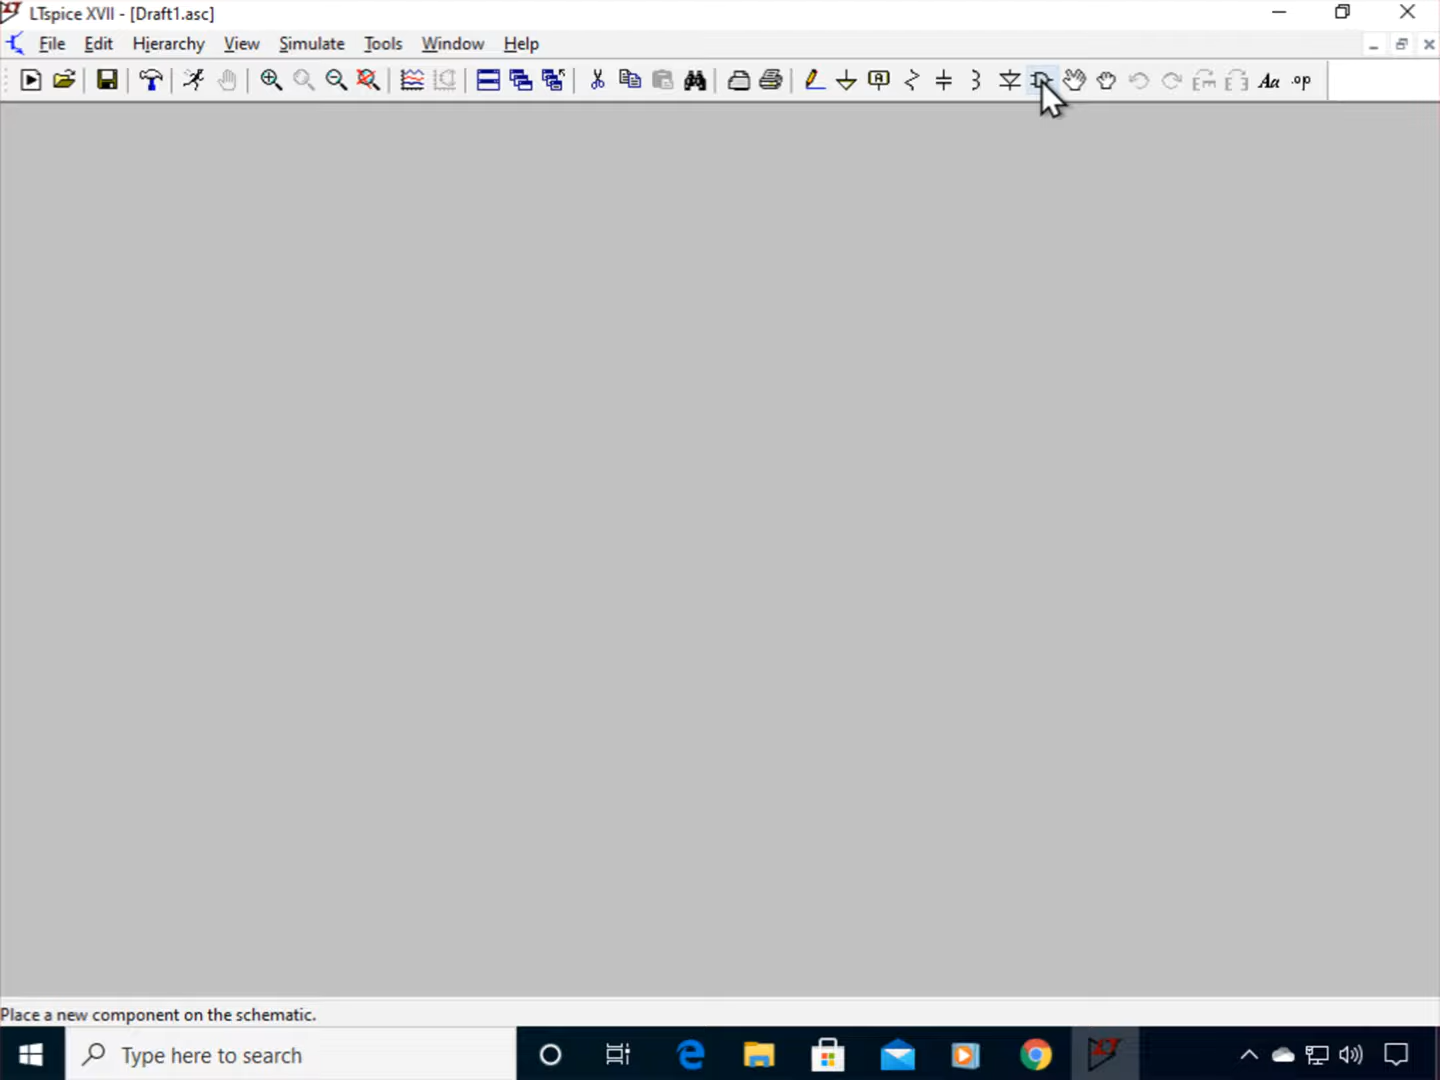 LTspice XVII - [Draft1.asc]
File Edit Hierarchy View Simulate Tools Window Help
Aa .op
Place a new component on the schematic.
Type here to search